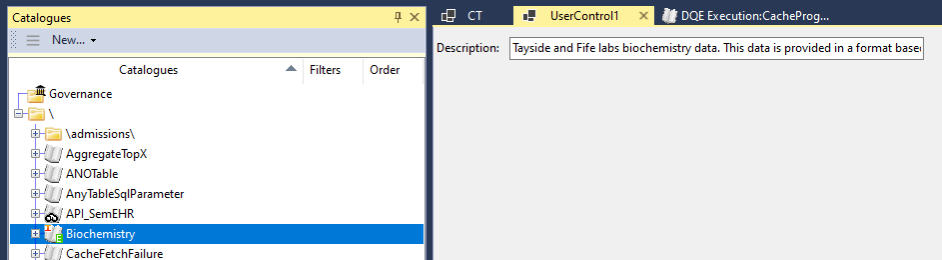 Catalogues
New...
Catalogues Filters Order
Governance
\
\admissions\
AggregateTopX
ANOTable
AnyTableSqlParameter
API_SemEHR
Biochemistry
CacheFetchFailure
CT UserControl1 DQE Execution:CacheProg...
Description: Tayside and Fife labs biochemistry data. This data is provided in a format base